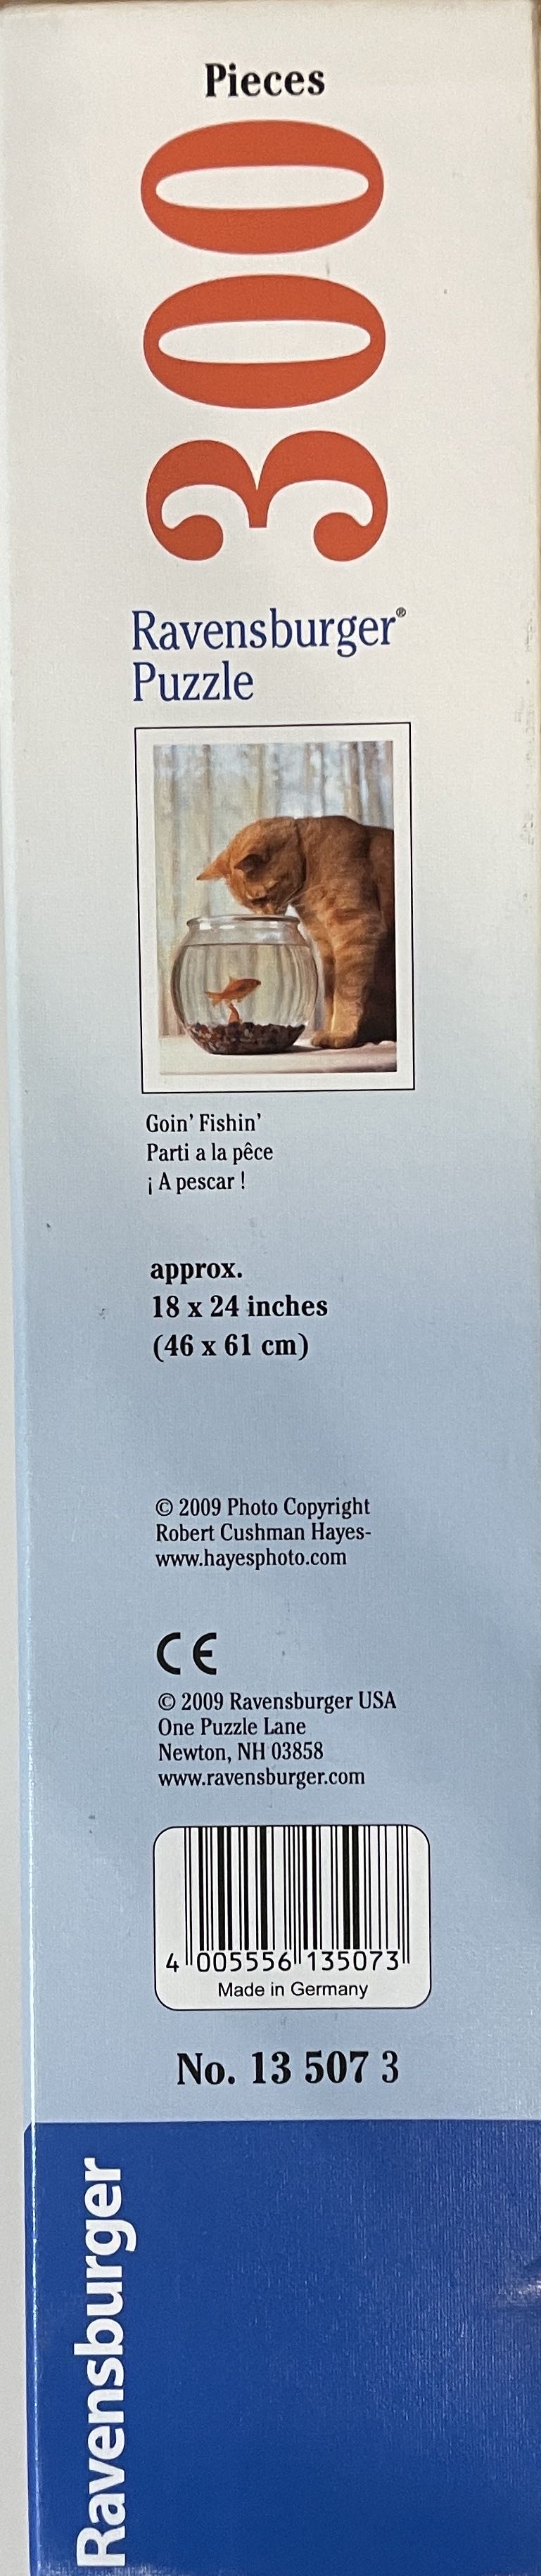 Pieces
300
Ravensburger®
Puzzle
Goin' Fishin'
Parti a la pêce
¡ A pescar !
approx.
18 x 24 inches
(46 x 61 cm)
© 2009 Photo Copyright
Robert Cushman Hayes-
www.hayesphoto.com
CE
© 2009 Ravensburger USA
One Puzzle Lane
Newton, NH 03858
www.ravensburger.com
4 005556 135073
Made in Germany
No. 13 507 3
Ravensburger